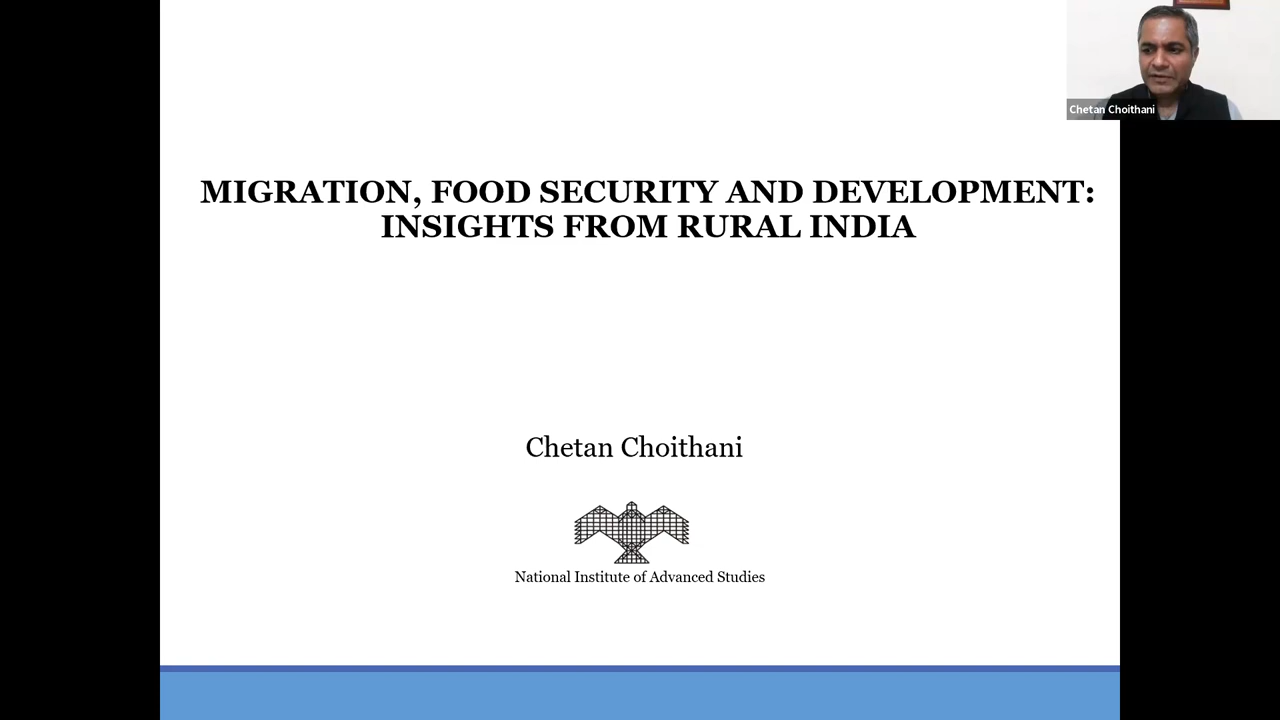 Chetan Choithani
MIGRATION, FOOD SECURITY AND DEVELOPMENT:
INSIGHTS FROM RURAL INDIA
Chetan Choithani
National Institute of Advanced Studies